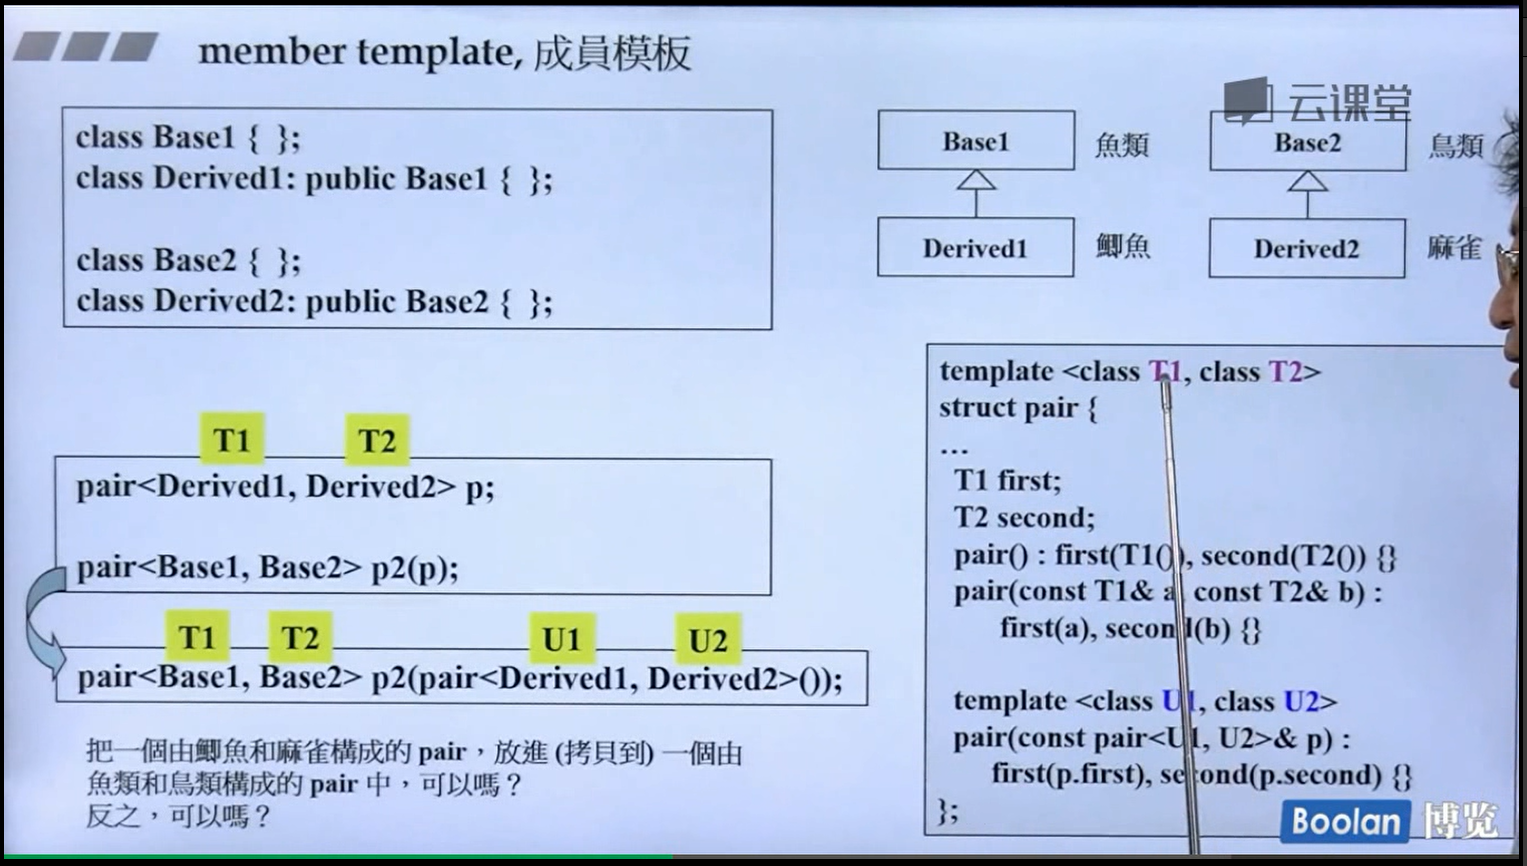 member template, 成員模板
云课堂
class Base1 { };
class Derived1: public Base1 { };
class Base2 { };
class Derived2: public Base2 { };
Base1
魚類
Base2
鳥類
Derived1
鯽魚
Derived2
麻雀
T1 T2
pair<Derived1, Derived2> p;
pair<Base1, Base2> p2(p);
T1 T2 U1 U2
pair<Base1, Base2> p2(pair<Derived1, Derived2>());
把一個由鯽魚和麻雀構成的 pair，放進 (拷貝到) 一個由
魚類和鳥類構成的 pair 中，可以嗎？
反之，可以嗎？
template <class T1, class T2>
struct pair {
...
T1 first;
T2 second;
pair() : first(T1()), second(T2()) {}
pair(const T1& a, const T2& b) :
first(a), second(b) {}
template <class U1, class U2>
pair(const pair<U1, U2>& p) :
first(p.first), second(p.second) {}
};
Boolan 博览